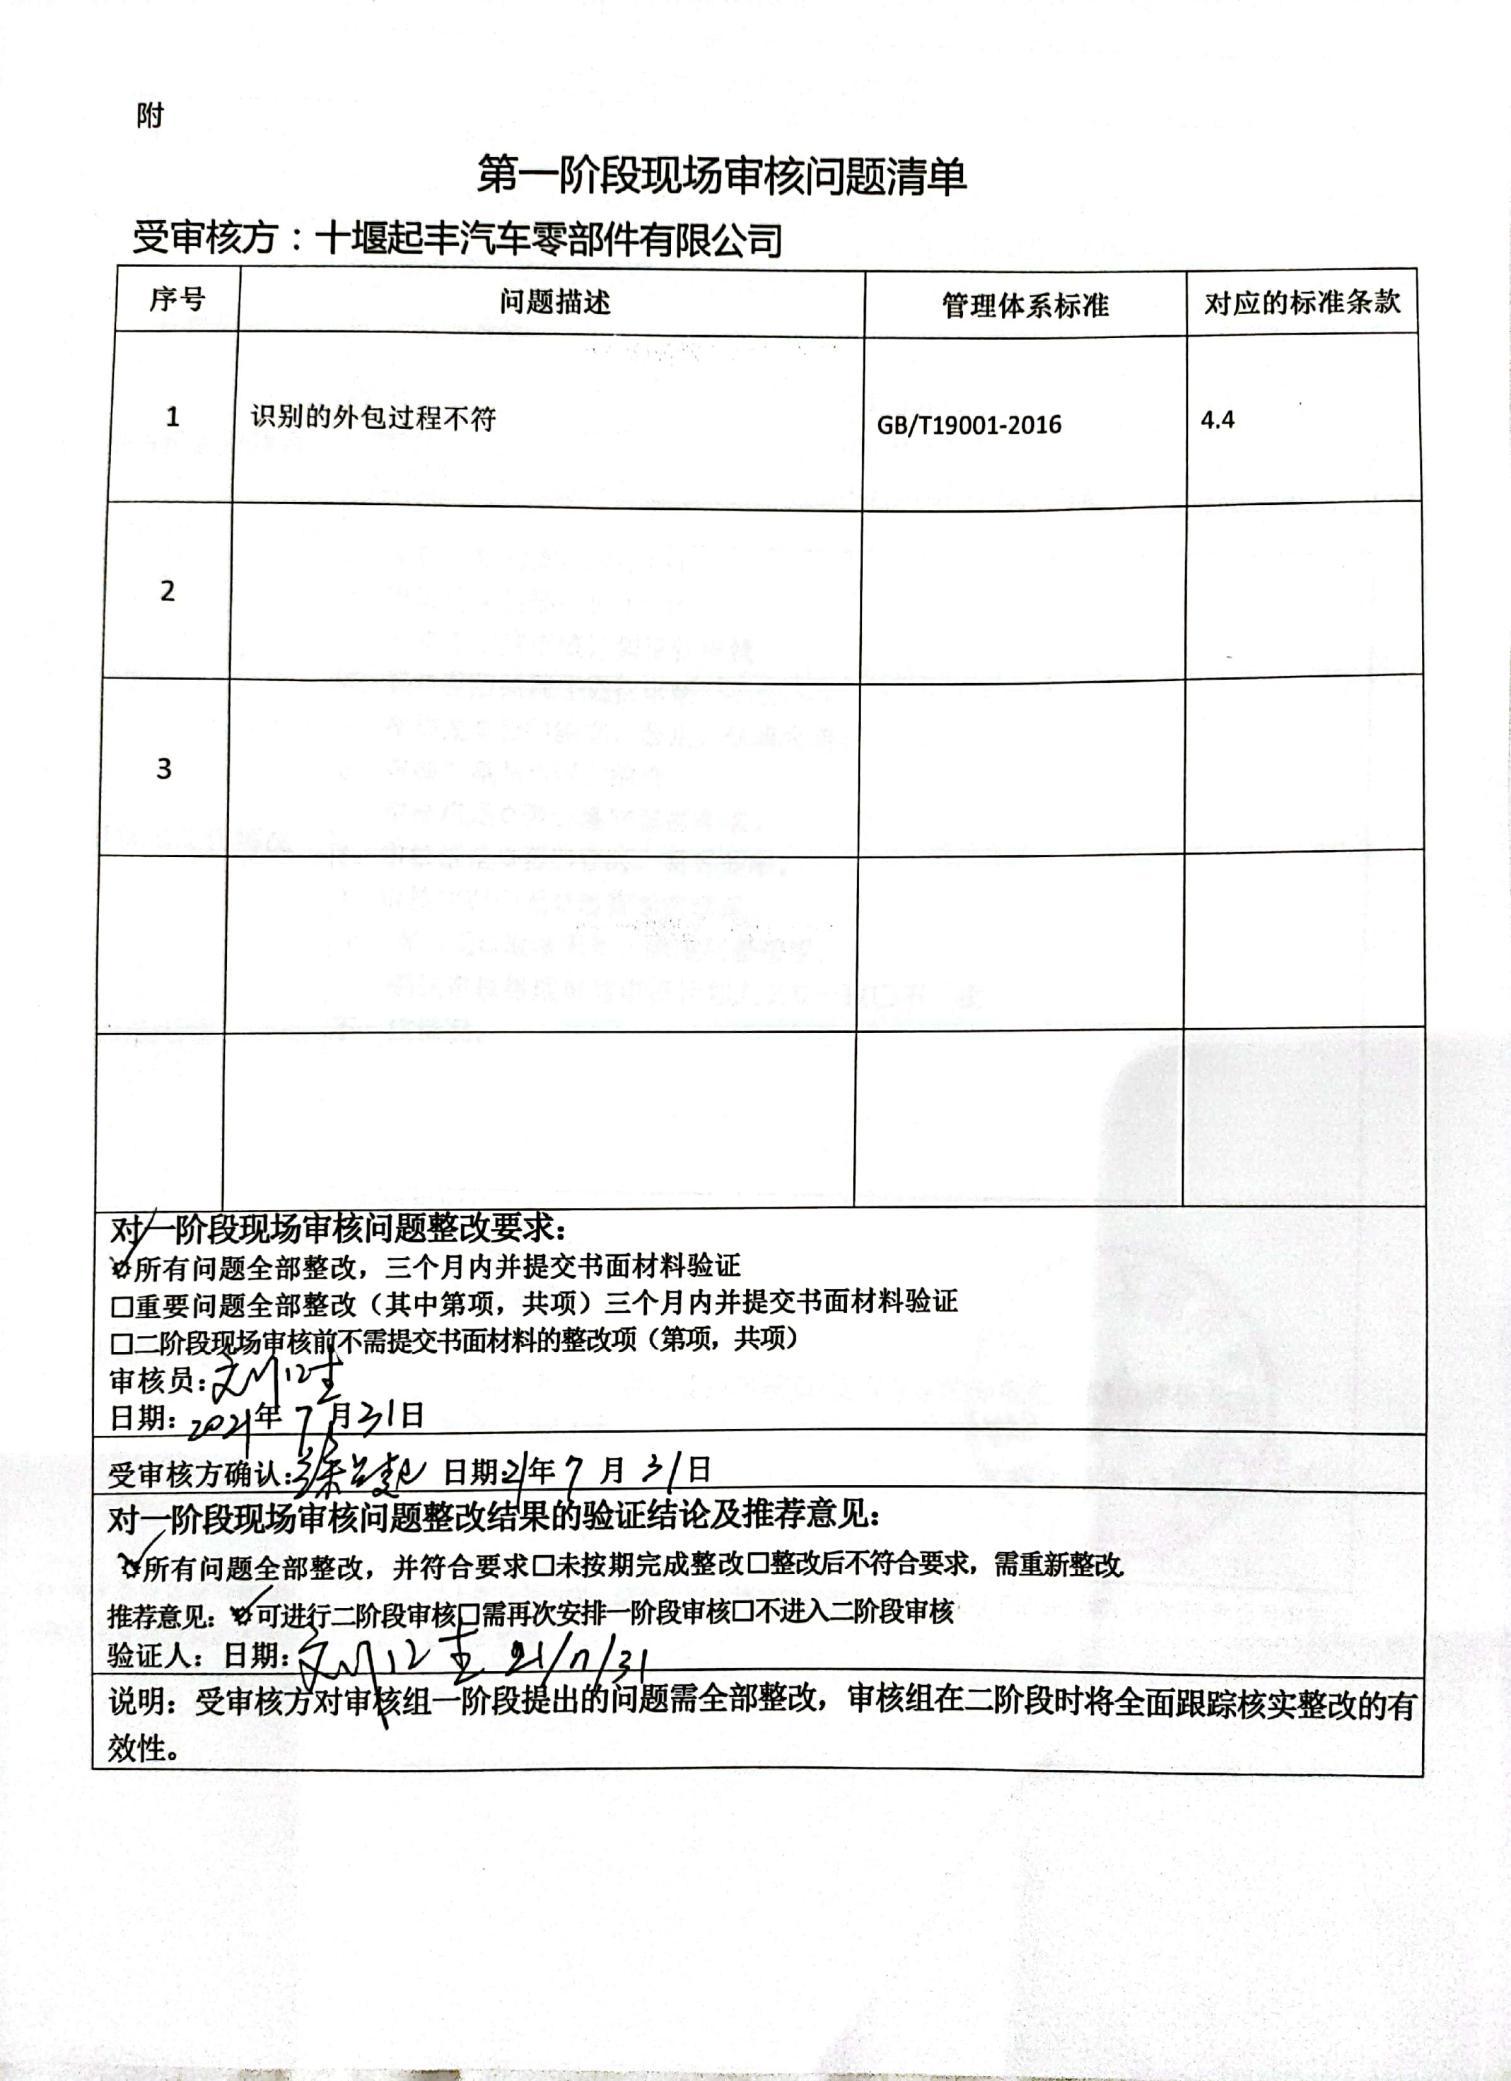 附
第一阶段现场审核问题清单
受审核方：十堰起丰汽车零部件有限公司
序号 问题描述 管理体系标准 对应的标准条款
1 识别的外包过程不符 GB/T19001-2016 4.4
2
3
对一阶段现场审核问题整改要求：
所有问题全部整改，三个月内并提交书面材料验证
□重要问题全部整改（其中第项，共项）三个月内并提交书面材料验证
□二阶段现场审核前不需提交书面材料的整改项（第项，共项）
审核员：
日期：2021年7月31日
受审核方确认： 日期：21年7月31日
对一阶段现场审核问题整改结果的验证结论及推荐意见：
所有问题全部整改，并符合要求□未按期完成整改□整改后不符合要求，需重新整改
推荐意见：可进行二阶段审核□需再次安排一阶段审核□不进入二阶段审核
验证人：日期： 21/7/31
说明：受审核方对审核组一阶段提出的问题需全部整改，审核组在二阶段时将全面跟踪核实整改的有
效性。